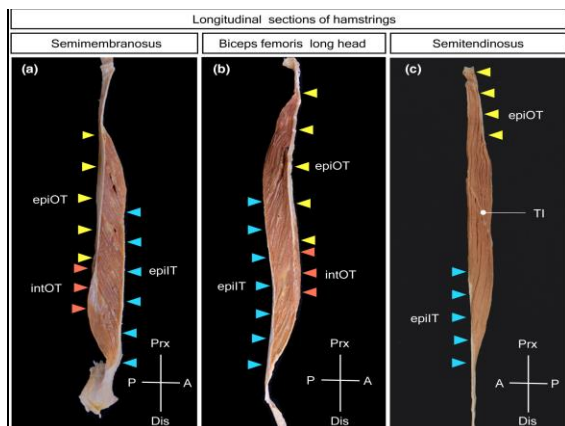 Longitudinal sections of hamstrings
Semimembranosus
Biceps femoris long head
Semitendinosus
(a)
(b)
(c)
epiOT
epiOT
epiOT
TI
epiIT
intOT
epiIT
intOT
epiIT
Prx
P
A
Dis
Prx
P
A
Dis
Prx
A
P
Dis